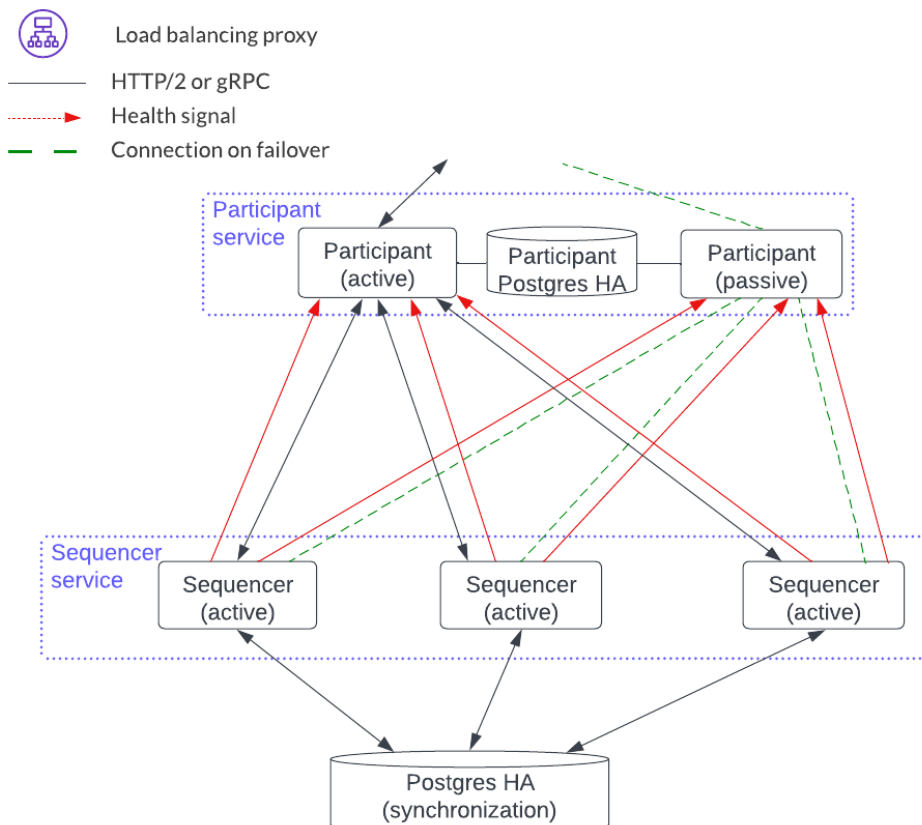 Load balancing proxy
HTTP/2 or gRPC
Health signal
Connection on failover
Participant
service
Participant
(active)
Participant
Postgres HA
Participant
(passive)
Sequencer
service
Sequencer
(active)
Sequencer
(active)
Sequencer
(active)
Postgres HA
(synchronization)